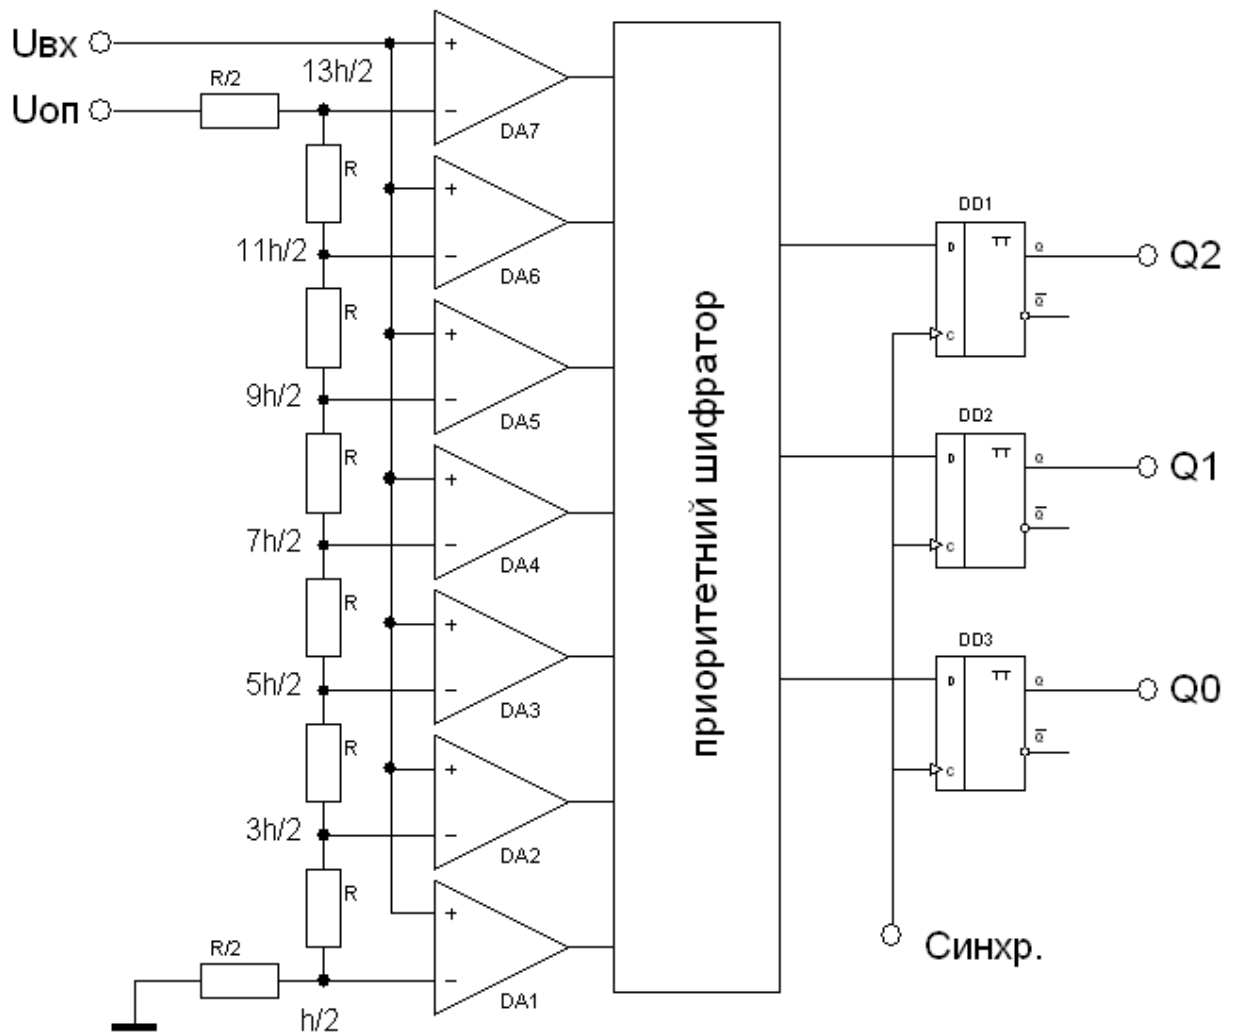 Uвх
+
13h/2
R/2
Uоп
−
DA7
R
+
11h/2
−
DA6
DD1
D
TT
Q
Q2
Q
C
R
+
9h/2
−
DA5
DD2
D
TT
Q
Q1
Q
C
R
+
7h/2
−
DA4
приоритетний шифратор
R
+
5h/2
−
DA3
DD3
D
TT
Q
Q0
Q
C
R
+
3h/2
−
DA2
R
+
Синхр.
R/2
−
DA1
h/2